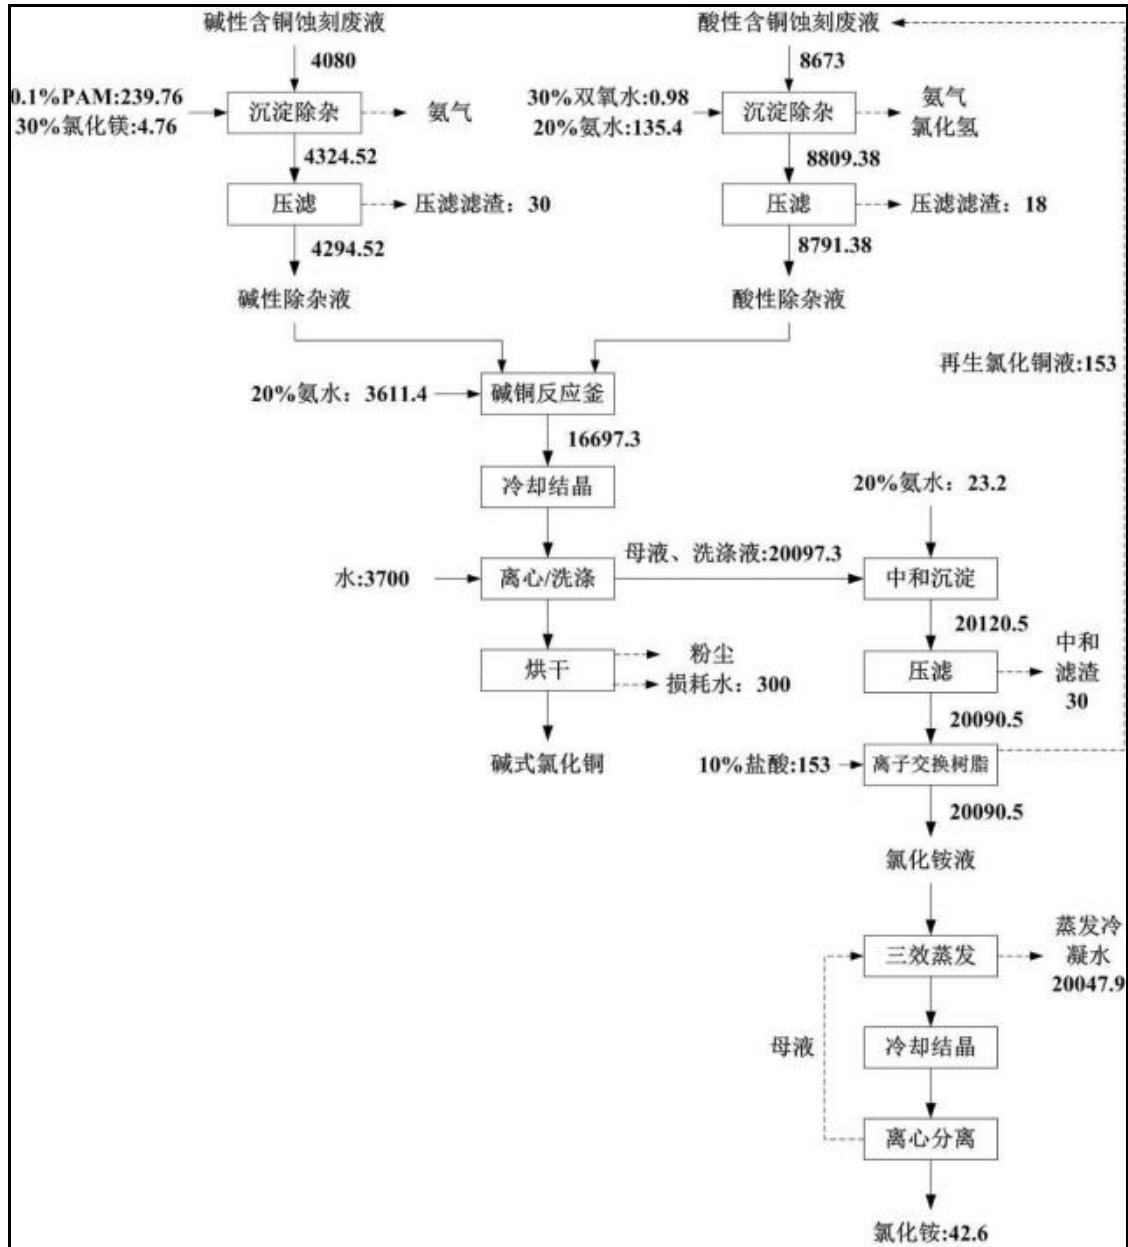 碱性含铜蚀刻废液
酸性含铜蚀刻废液
4080
8673
0.1%PAM:239.76
30%氯化镁:4.76
沉淀除杂
氨气
30%双氧水:0.98
20%氨水:135.4
沉淀除杂
氨气
氯化氢
4324.52
8809.38
压滤
压滤滤渣：30
压滤
压滤滤渣：18
4294.52
8791.38
碱性除杂液
酸性除杂液
再生氯化铜液:153
20%氨水：3611.4
碱铜反应釜
16697.3
冷却结晶
20%氨水：23.2
母液、洗涤液:20097.3
水:3700
离心/洗涤
中和沉淀
20120.5
烘干
粉尘
损耗水：300
压滤
中和
滤渣
30
20090.5
碱式氯化铜
10%盐酸:153
离子交换树脂
20090.5
氯化铵液
三效蒸发
蒸发冷
凝水
20047.9
母液
冷却结晶
离心分离
氯化铵:42.6